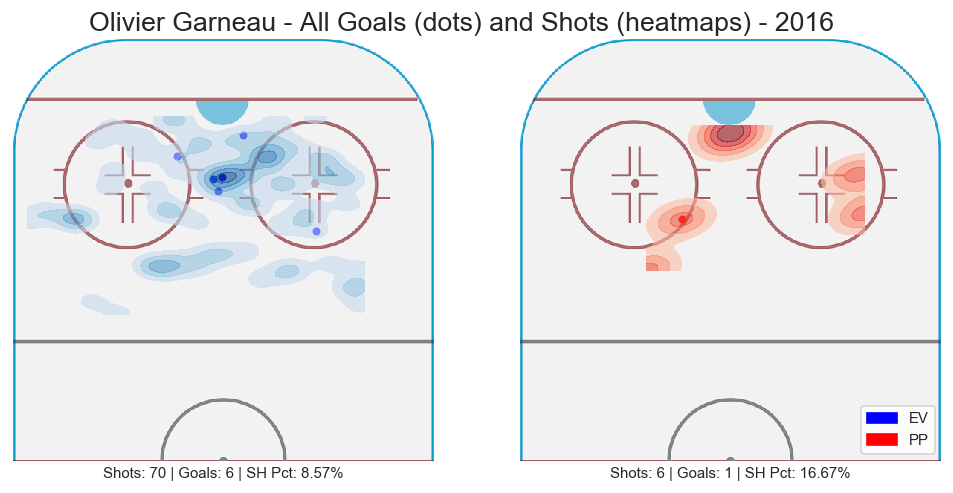 Olivier Garneau - All Goals (dots) and Shots (heatmaps) - 2016
EV
PP
Shots: 70 | Goals: 6 | SH Pct: 8.57%
Shots: 6 | Goals: 1 | SH Pct: 16.67%